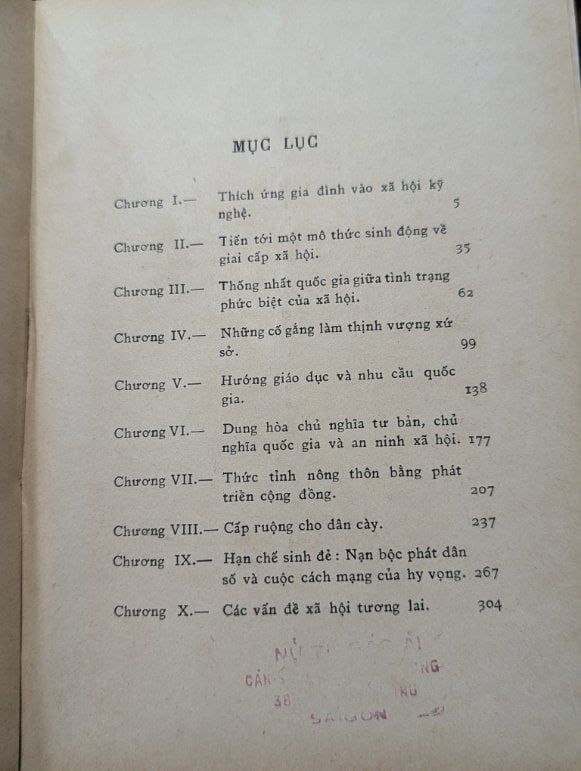 MỤC LỤC
Chương I.— Thích ứng gia đình vào xã hội kỹ
nghệ. 5
Chương II.— Tiến tới một mô thức sinh động về
giai cấp xã hội. 35
Chương III.— Thống nhất quốc gia giữa tình trạng
phức biệt của xã hội. 62
Chương IV.— Những cố gắng làm thịnh vượng xứ
sở. 99
Chương V.— Hướng giáo dục và nhu cầu quốc
gia. 138
Chương VI.— Dung hòa chủ nghĩa tư bản, chủ
nghĩa quốc gia và an ninh xã hội. 177
Chương VII.— Thức tỉnh nông thôn bằng phát
triển cộng đồng. 207
Chương VIII.— Cấp ruộng cho dân cày. 237
Chương IX.— Hạn chế sinh đẻ : Nạn bộc phát dân
số và cuộc cách mạng của hy vọng. 267
Chương X.— Các vấn đề xã hội tương lai. 304
SAIGON